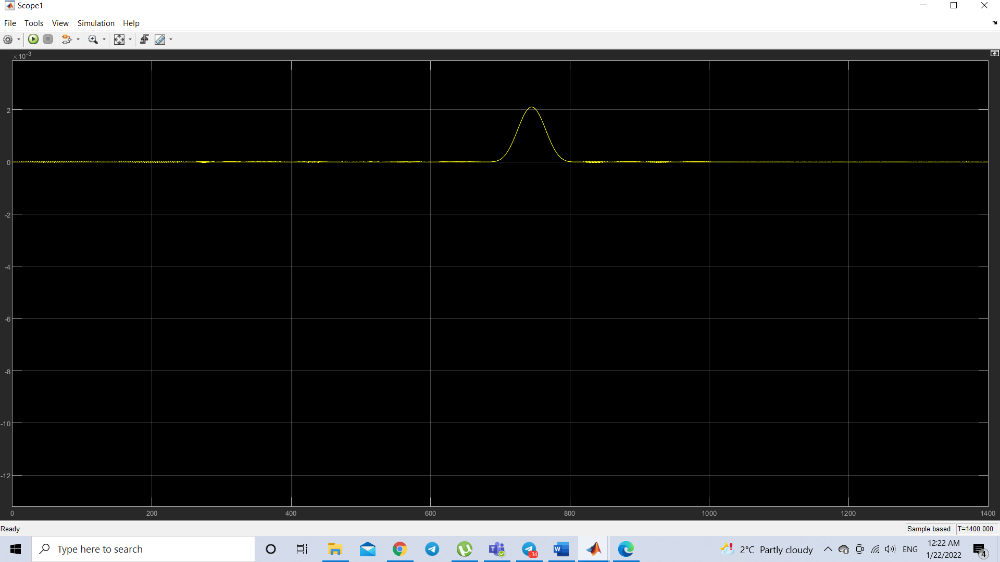 Scope1
File Tools View Simulation Help
×10-3
2
0
-2
-4
-6
-8
-10
-12
0 200 400 600 800 1000 1200 1400
Ready
Sample based T=1400.000
Type here to search
T
..34
W
2°C Partly cloudy
ENG
12:22 AM
1/22/2022
4